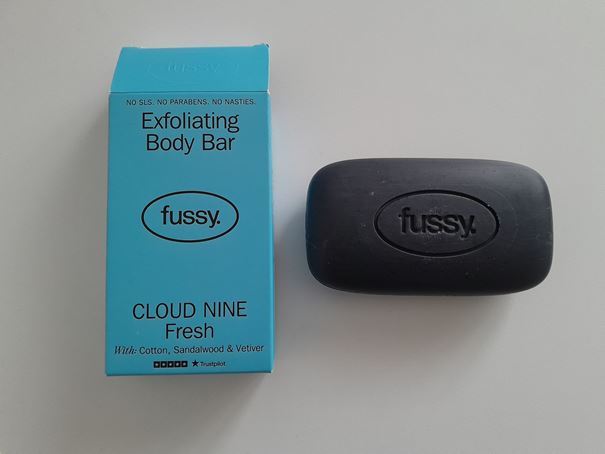 fussy.
NO SLS. NO PARABENS. NO NASTIES.
Exfoliating
Body Bar
fussy.
CLOUD NINE
Fresh
With: Cotton, Sandalwood & Vetiver
★ Trustpilot
fussy.